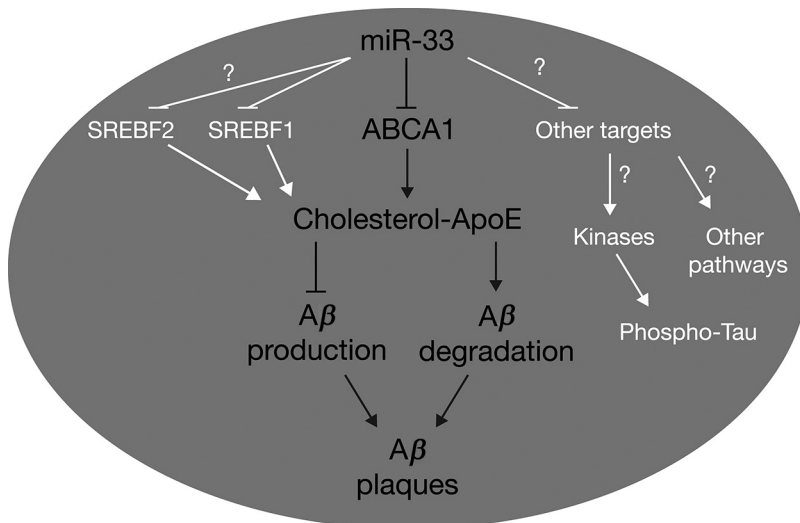 miR-33
?
?
SREBF2
SREBF1
ABCA1
Other targets
?
?
Cholesterol-ApoE
Kinases
Other
pathways
Aβ
production
Aβ
degradation
Phospho-Tau
Aβ
plaques